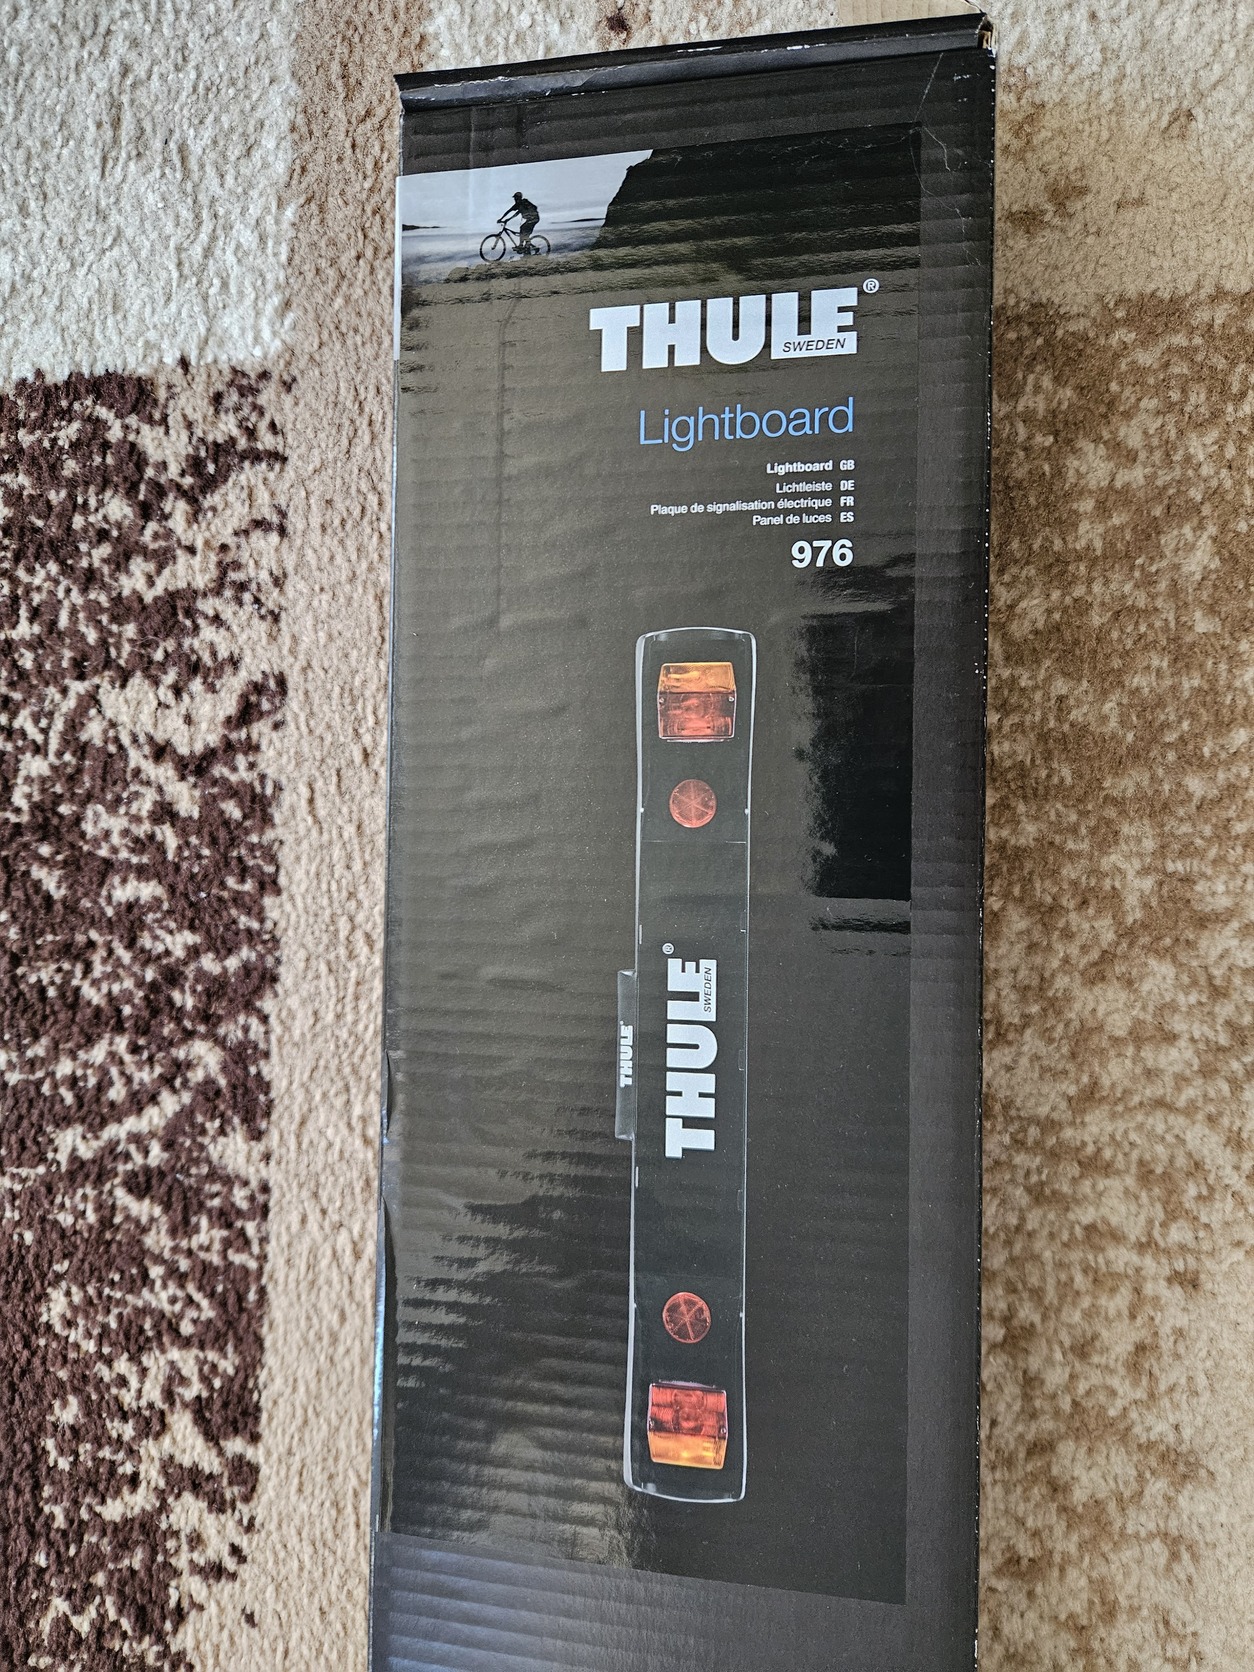 THULE®
SWEDEN
Lightboard
Lightboard GB
Lichtleiste DE
Plaque de signalisation électrique FR
Panel de luces ES
976
THULE®
SWEDEN
THULE®